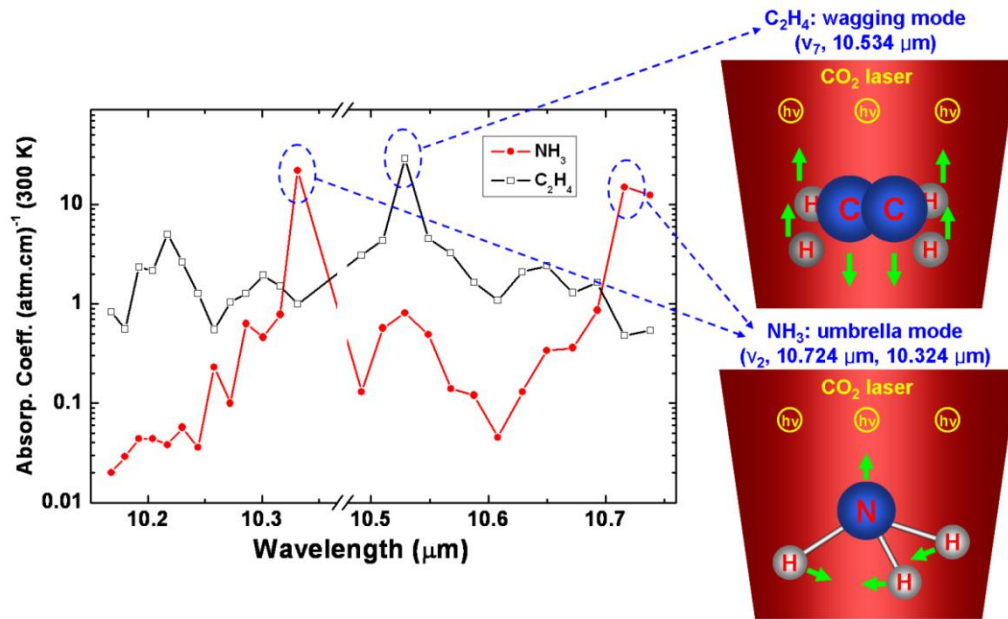 C₂H₄: wagging mode
(ν₇, 10.534 μm)
CO₂ laser
hν hν hν
H C C H
H H
NH₃: umbrella mode
(ν₂, 10.724 μm, 10.324 μm)
CO₂ laser
hν hν hν
N
H H H
Absorp. Coeff. (atm.cm)⁻¹ (300 K)
100
10
1
0.1
0.01
NH₃
C₂H₄
10.2 10.3 10.5 10.6 10.7
Wavelength (μm)